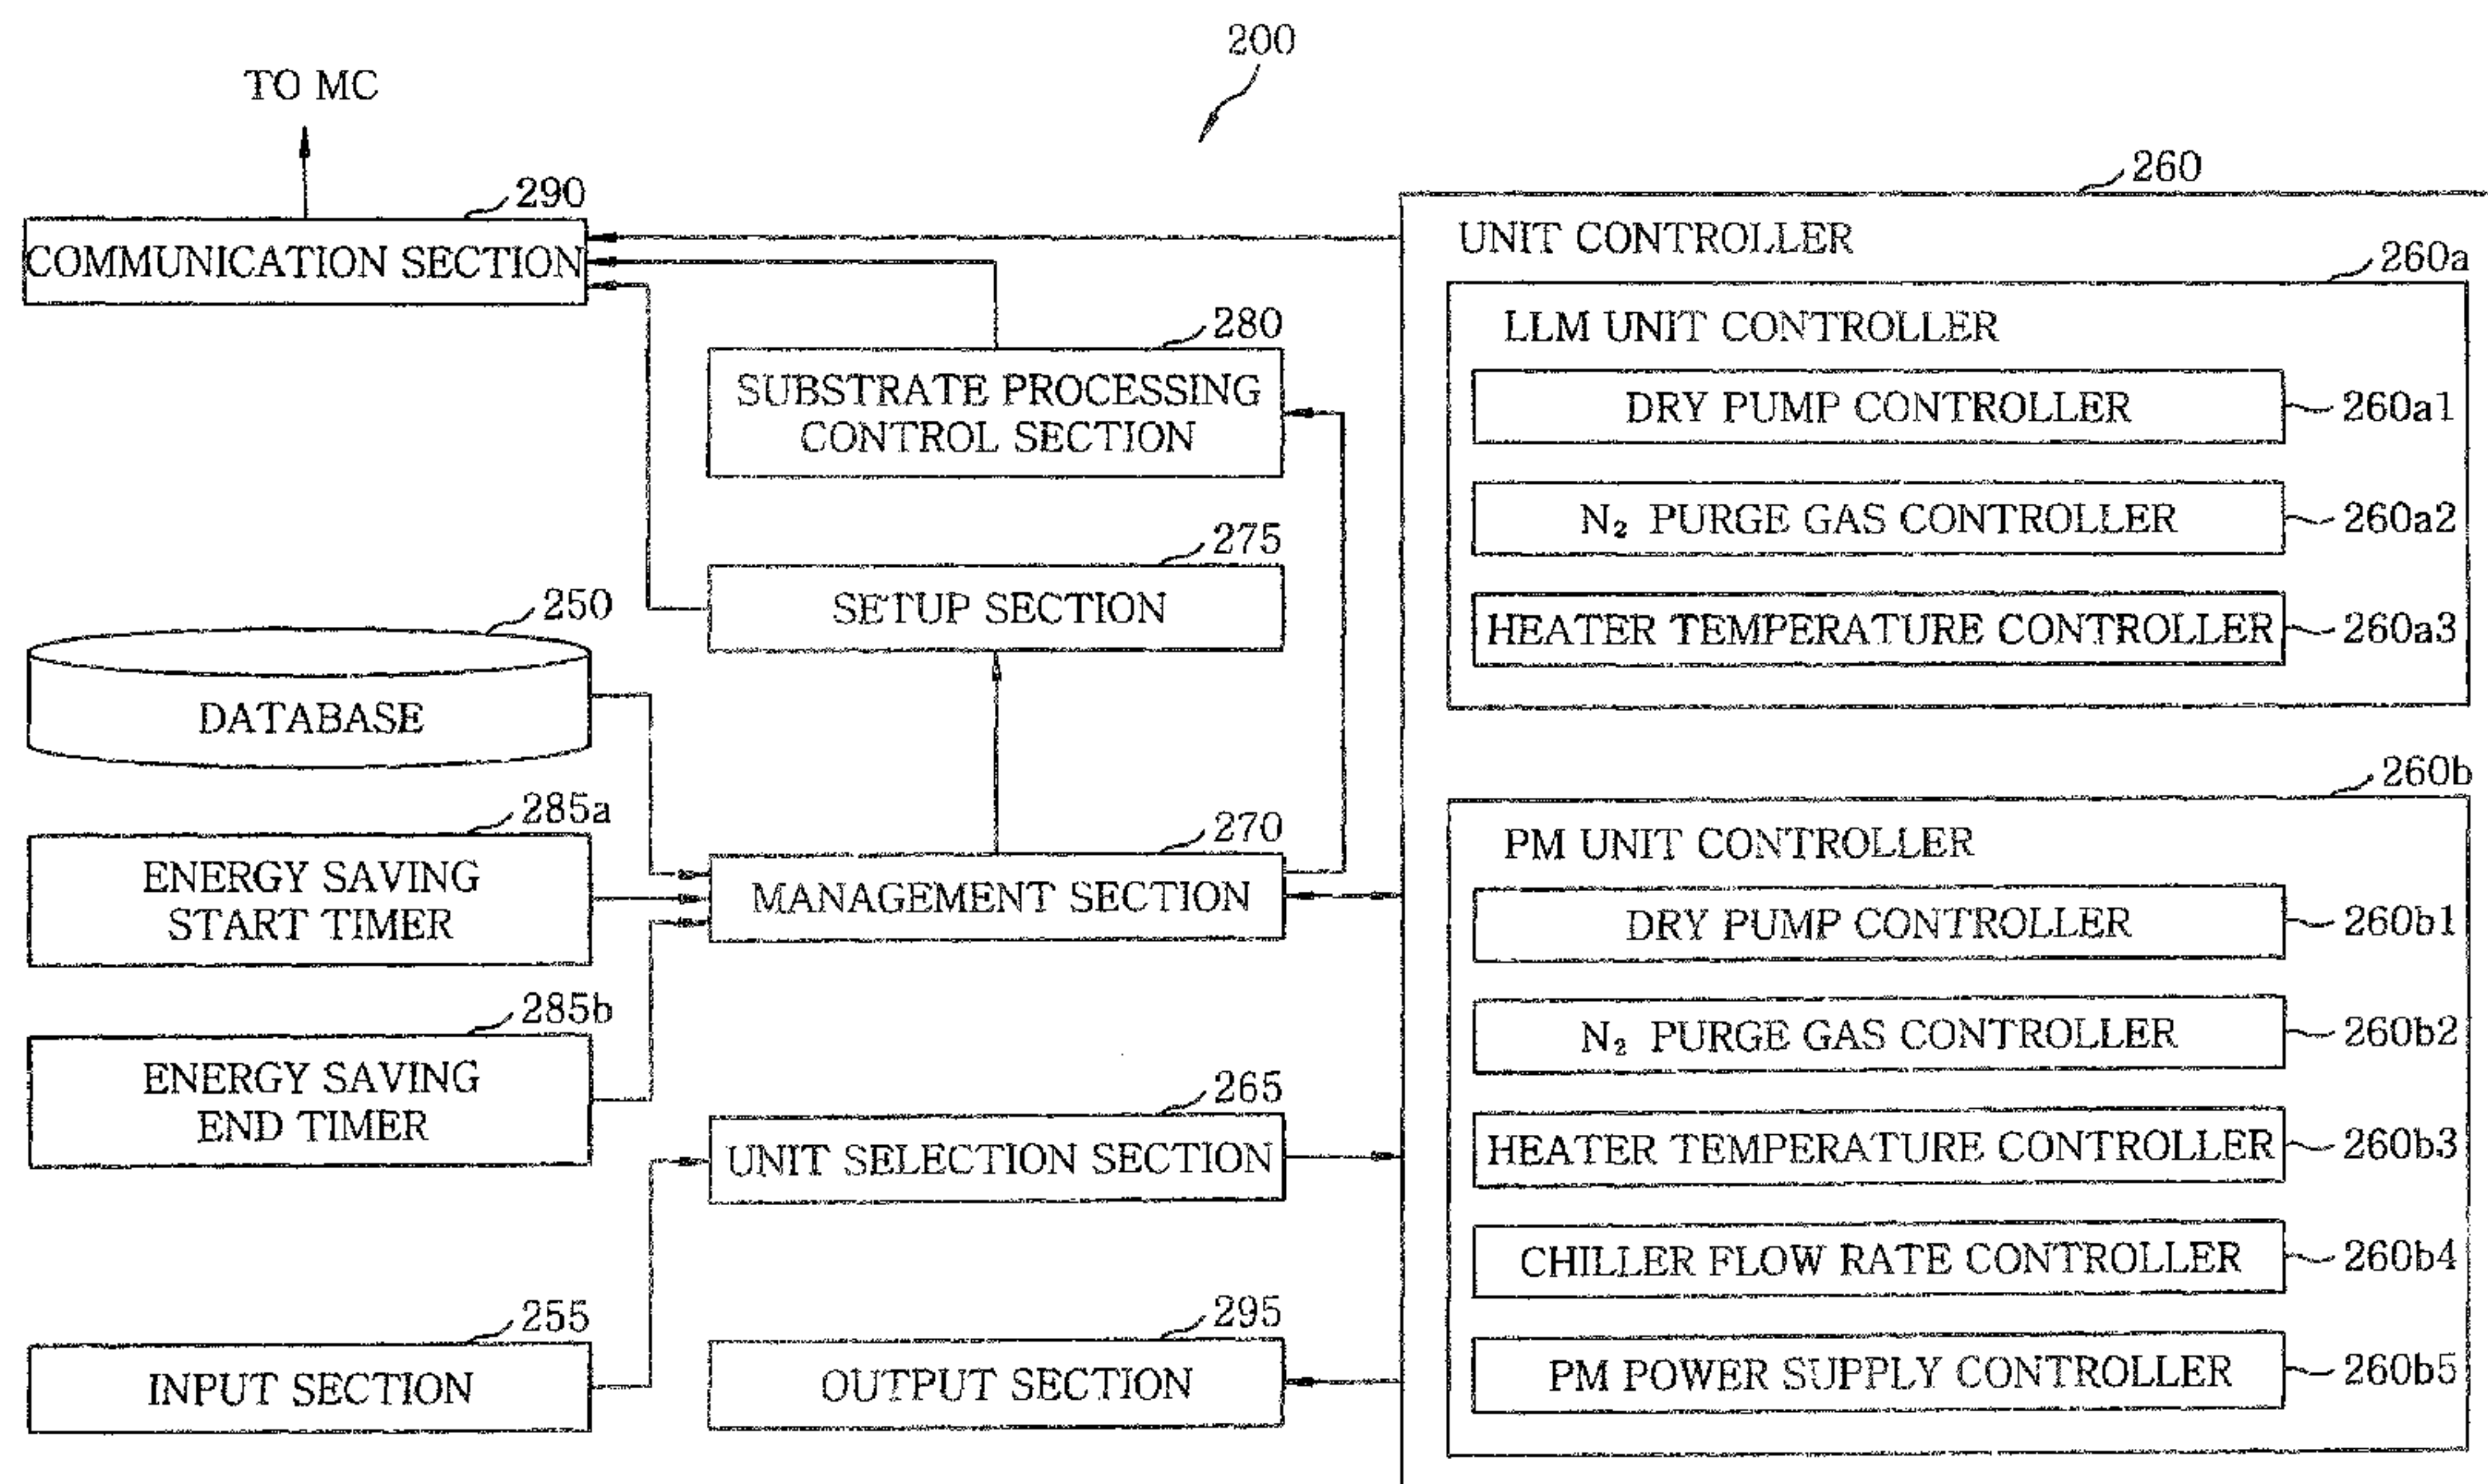 200
TO MC
290
COMMUNICATION SECTION
280
SUBSTRATE PROCESSING
CONTROL SECTION
275
SETUP SECTION
250
DATABASE
285a
ENERGY SAVING
START TIMER
270
MANAGEMENT SECTION
285b
ENERGY SAVING
END TIMER
265
UNIT SELECTION SECTION
255
INPUT SECTION
295
OUTPUT SECTION
260
UNIT CONTROLLER
260a
LLM UNIT CONTROLLER
DRY PUMP CONTROLLER 260a1
N₂ PURGE GAS CONTROLLER 260a2
HEATER TEMPERATURE CONTROLLER 260a3
260b
PM UNIT CONTROLLER
DRY PUMP CONTROLLER 260b1
N₂ PURGE GAS CONTROLLER 260b2
HEATER TEMPERATURE CONTROLLER 260b3
CHILLER FLOW RATE CONTROLLER 260b4
PM POWER SUPPLY CONTROLLER 260b5